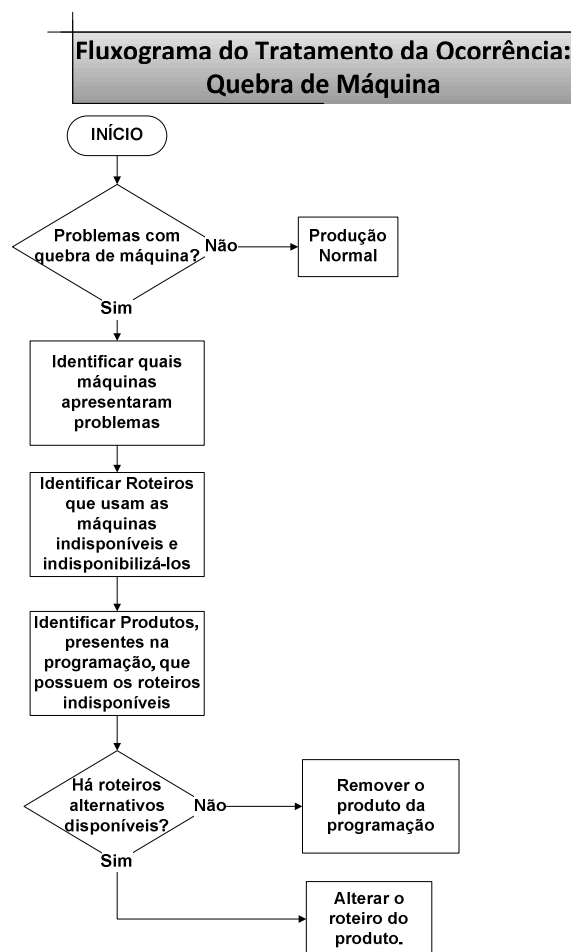 Fluxograma do Tratamento da Ocorrência:
Quebra de Máquina
INÍCIO
Problemas com
quebra de máquina?
Não
Produção
Normal
Sim
Identificar quais
máquinas
apresentaram
problemas
Identificar Roteiros
que usam as
máquinas
indisponíveis e
indisponibilizá-los
Identificar Produtos,
presentes na
programação, que
possuem os roteiros
indisponíveis
Há roteiros
alternativos
disponíveis?
Não
Remover o
produto da
programação
Sim
Alterar o
roteiro do
produto.